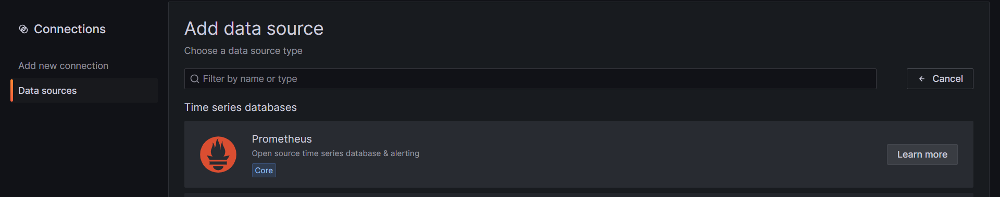 Connections
Add new connection
Data sources
Add data source
Choose a data source type
Filter by name or type
Cancel
Time series databases
Prometheus
Open source time series database & alerting
Core
Learn more